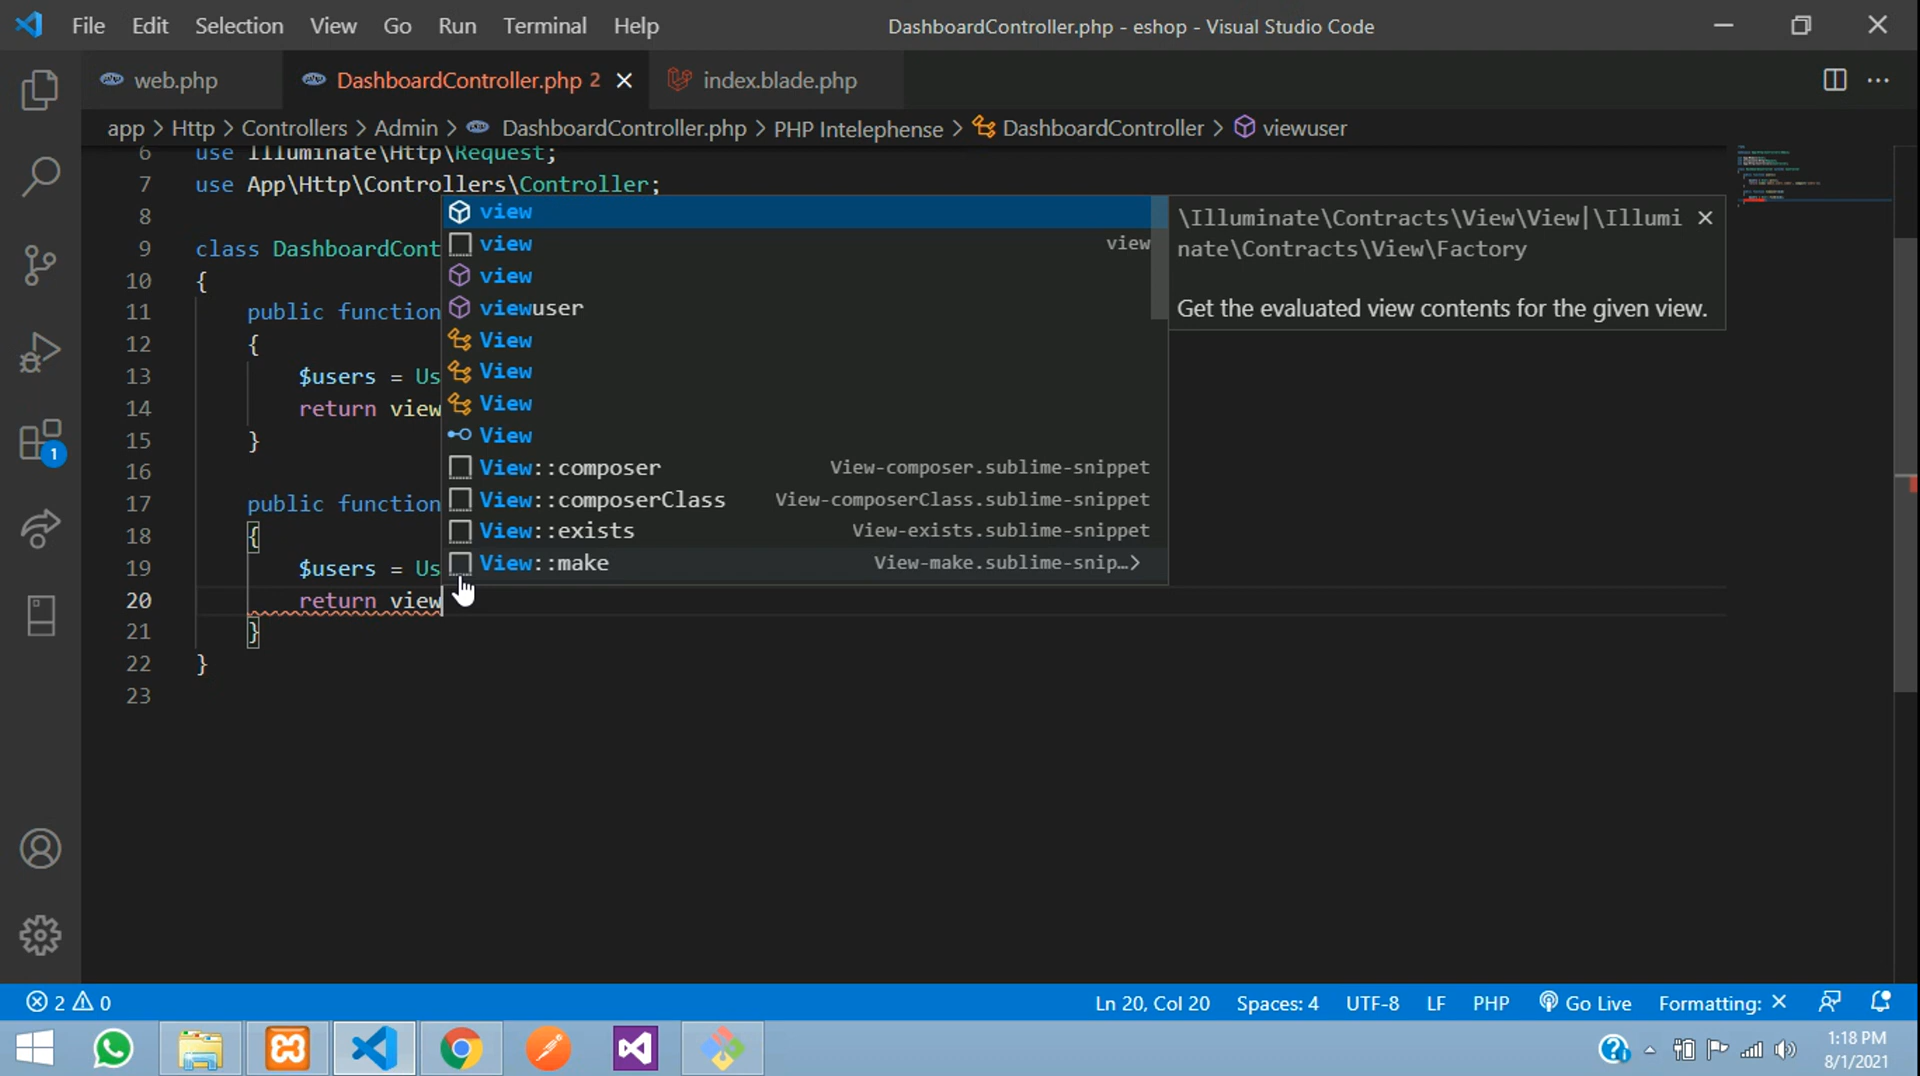 File Edit Selection View Go Run Terminal Help DashboardController.php - eshop - Visual Studio Code
web.php DashboardController.php 2 index.blade.php
app > Http > Controllers > Admin > DashboardController.php > PHP Intelephense > DashboardController > viewuser
6 use Illuminate\Http\Request;
7 use App\Http\Controllers\Controller;
8
9 class DashboardCont
10 {
11 public function
12 {
13 $users = Us
14 return view
15 }
16
17 public function
18 {
19 $users = Us
20 return view
21 }
22 }
23
view
view view
view
viewuser
View
View
View
View
View::composer View-composer.sublime-snippet
View::composerClass View-composerClass.sublime-snippet
View::exists View-exists.sublime-snippet
View::make View-make.sublime-snip…>
\Illuminate\Contracts\View\View|\Illumi
nate\Contracts\View\Factory
Get the evaluated view contents for the given view.
1
2 0 Ln 20, Col 20 Spaces: 4 UTF-8 LF PHP Go Live Formatting: ×
1:18 PM
8/1/2021